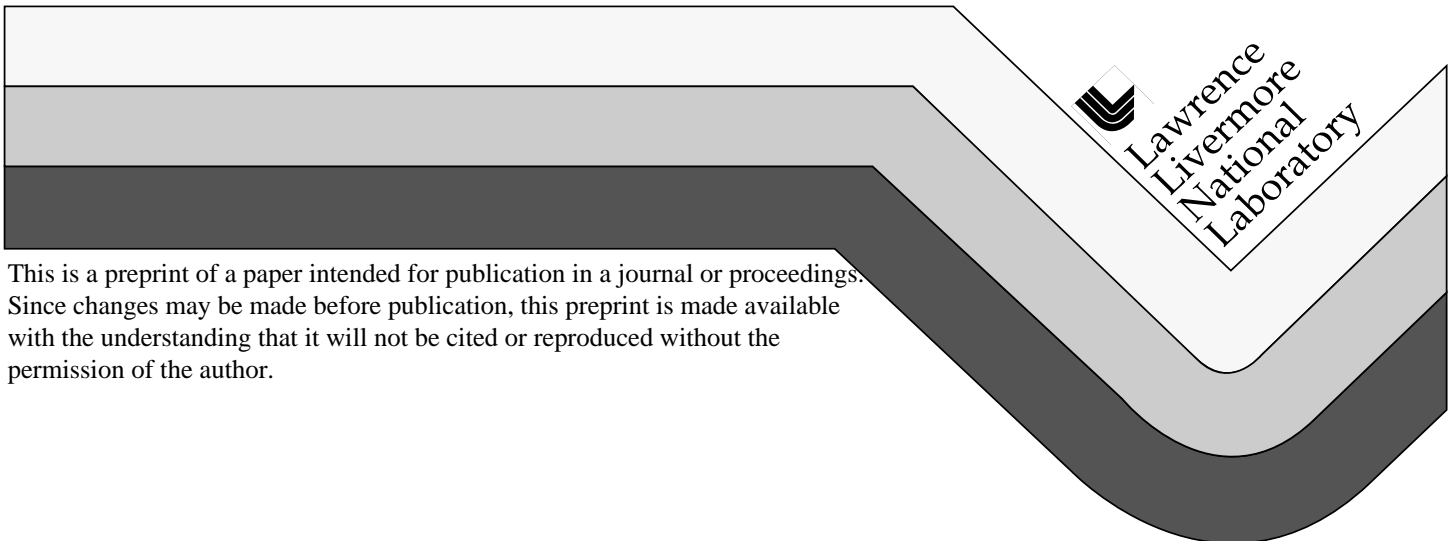 Lawrence
Livermore
National
Laboratory
This is a preprint of a paper intended for publication in a journal or proceedings.
Since changes may be made before publication, this preprint is made available
with the understanding that it will not be cited or reproduced without the
permission of the author.